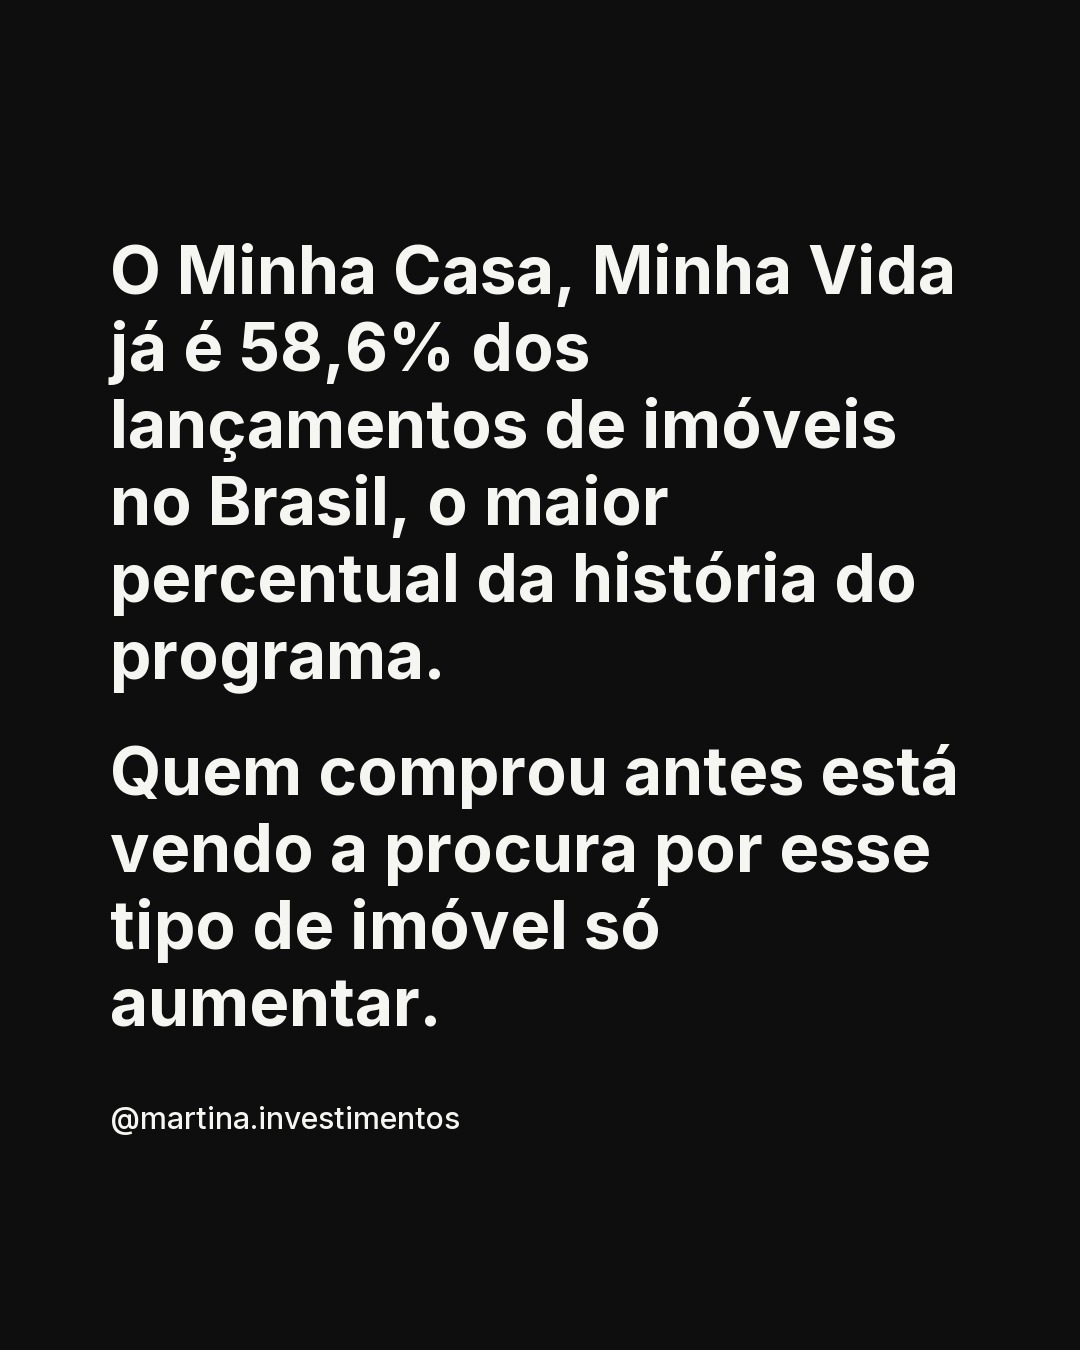 O Minha Casa, Minha Vida
já é 58,6% dos
lançamentos de imóveis
no Brasil, o maior
percentual da história do
programa.
Quem comprou antes está
vendo a procura por esse
tipo de imóvel só
aumentar.
@martina.investimentos